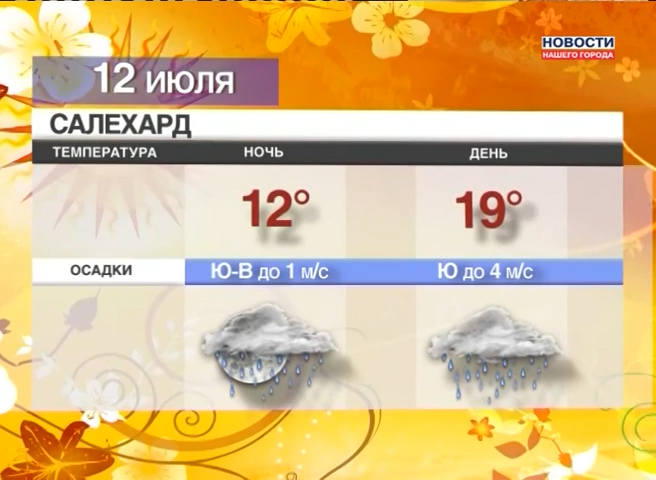 НОВОСТИ
НАШЕГО ГОРОДА
12 ИЮЛЯ
САЛЕХАРД
ТЕМПЕРАТУРА НОЧЬ ДЕНЬ
12° 19°
ОСАДКИ Ю-В ДО 1 М/С Ю ДО 4 М/С